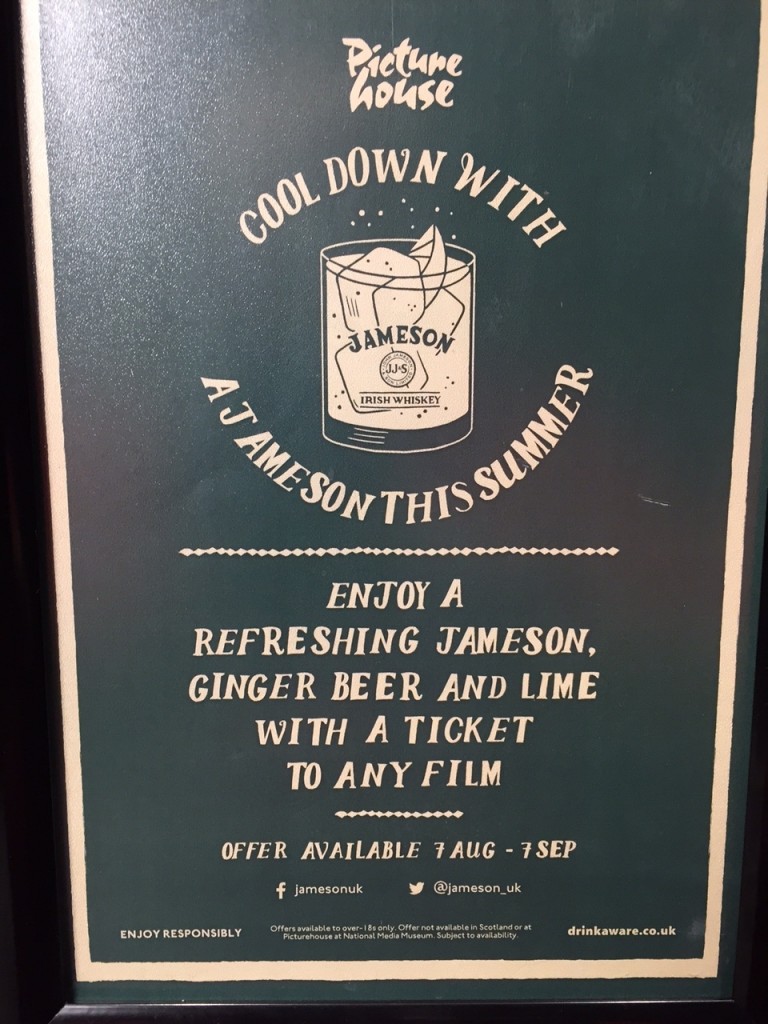 Picture
house
COOL DOWN WITH
JAMESON
JJ&S
IRISH WHISKEY
A JAMESON THIS SUMMER
ENJOY A
REFRESHING JAMESON,
GINGER BEER AND LIME
WITH A TICKET
TO ANY FILM
OFFER AVAILABLE 7 AUG - 7 SEP
jamesonuk @jameson_uk
ENJOY RESPONSIBLY
Offers available to over-18s only. Offer not available in Scotland or at
Picturehouse at National Media Museum. Subject to availability.
drinkaware.co.uk